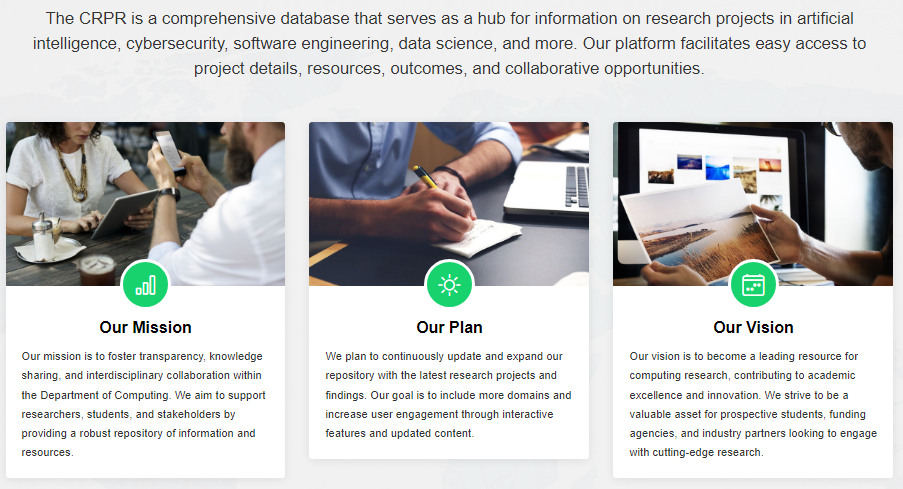 The CRPR is a comprehensive database that serves as a hub for information on research projects in artificial
intelligence, cybersecurity, software engineering, data science, and more. Our platform facilitates easy access to
project details, resources, outcomes, and collaborative opportunities.
Our Mission
Our mission is to foster transparency, knowledge
sharing, and interdisciplinary collaboration within
the Department of Computing. We aim to support
researchers, students, and stakeholders by
providing a robust repository of information and
resources.
Our Plan
We plan to continuously update and expand our
repository with the latest research projects and
findings. Our goal is to include more domains and
increase user engagement through interactive
features and updated content.
Our Vision
Our vision is to become a leading resource for
computing research, contributing to academic
excellence and innovation. We strive to be a
valuable asset for prospective students, funding
agencies, and industry partners looking to engage
with cutting-edge research.